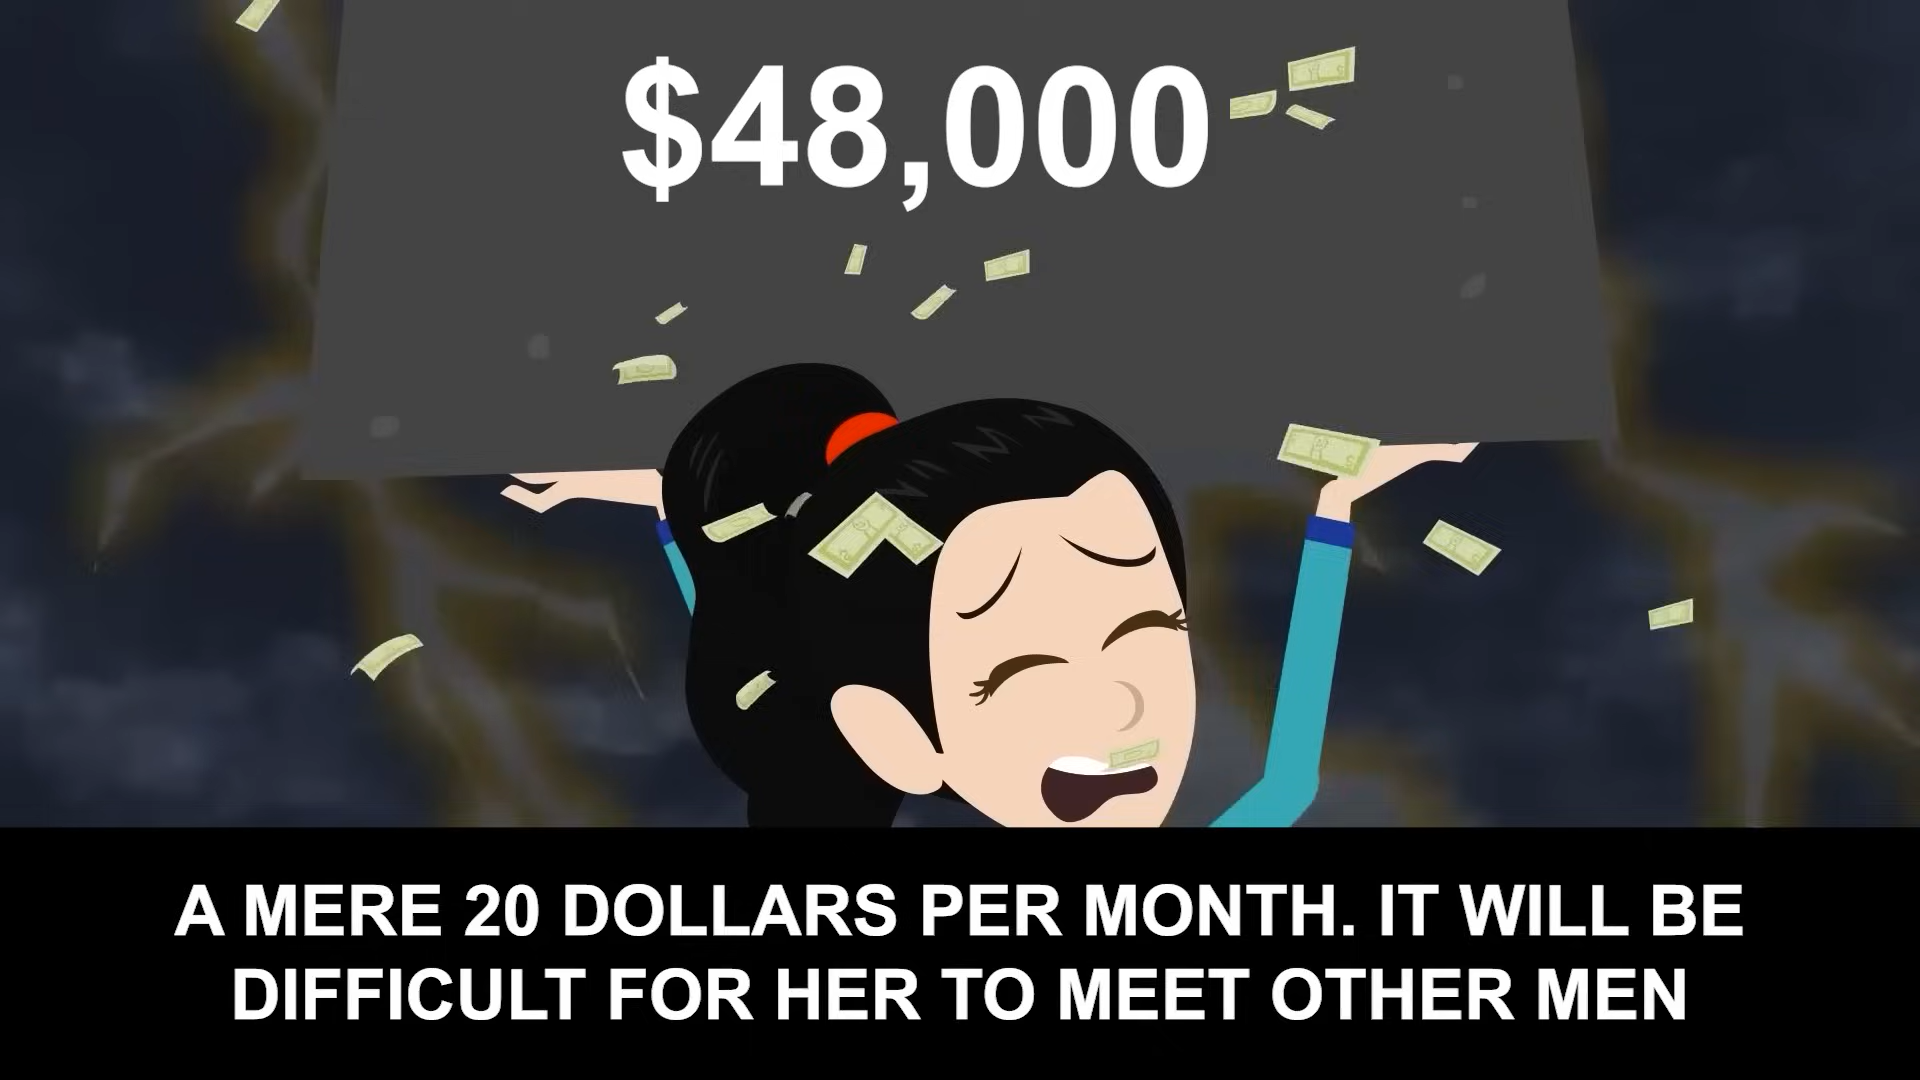 $48,000
A MERE 20 DOLLARS PER MONTH. IT WILL BE
DIFFICULT FOR HER TO MEET OTHER MEN